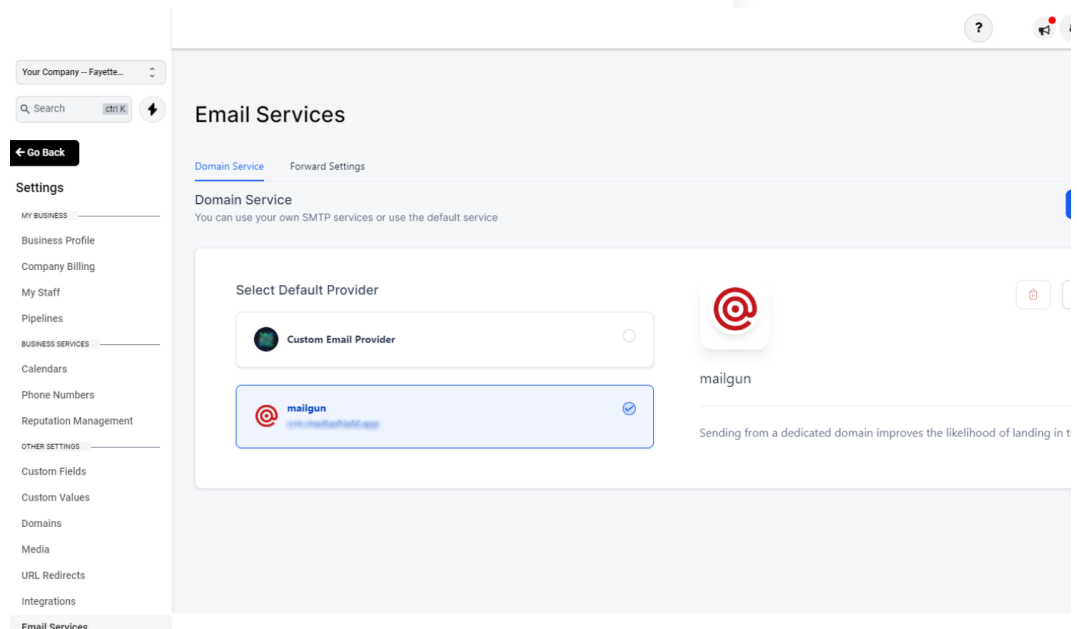 ?
Your Company -- Fayette...
Search ctrl K
Go Back
Settings
MY BUSINESS
Business Profile
Company Billing
My Staff
Pipelines
BUSINESS SERVICES
Calendars
Phone Numbers
Reputation Management
OTHER SETTINGS
Custom Fields
Custom Values
Domains
Media
URL Redirects
Integrations
Email Services
Email Services
Domain Service Forward Settings
Domain Service
You can use your own SMTP services or use the default service
Select Default Provider
Custom Email Provider
mailgun
mailgun
Sending from a dedicated domain improves the likelihood of landing in